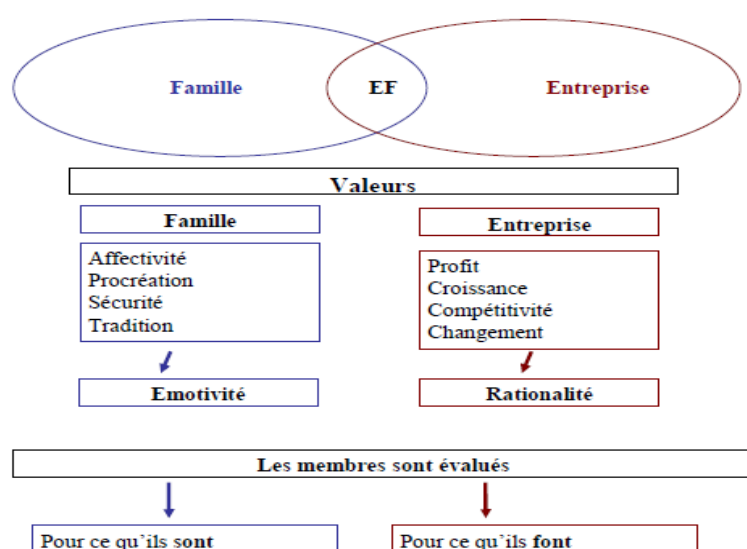 Famille
EF
Entreprise
Valeurs
Famille
Entreprise
Affectivité
Procréation
Sécurité
Tradition
Profit
Croissance
Compétitivité
Changement
Emotivité
Rationalité
Les membres sont évalués
Pour ce qu'ils sont
Pour ce qu'ils font